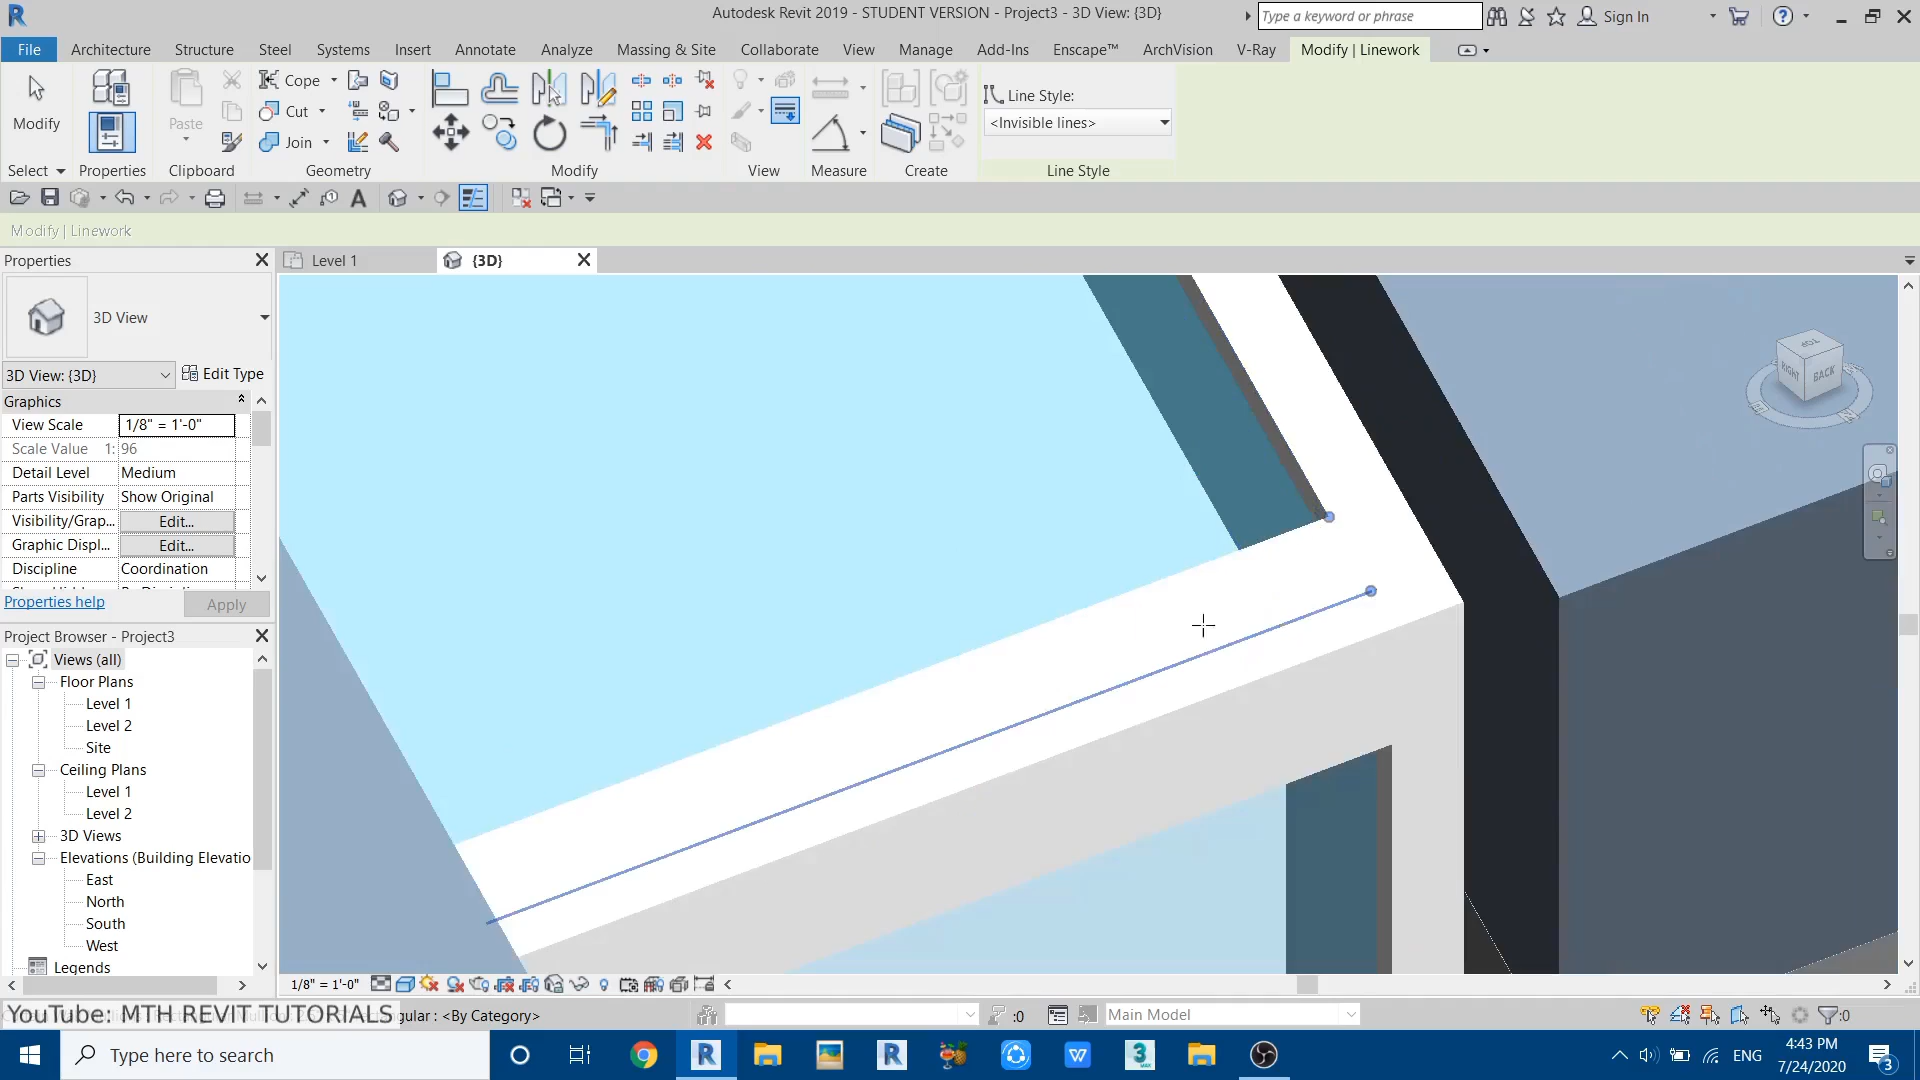 Autodesk Revit 2019 - STUDENT VERSION - Project3 - 3D View: {3D}
Type a keyword or phrase
Sign In
File Architecture Structure Steel Systems Insert Annotate Analyze Massing & Site Collaborate View Manage Add-Ins Enscape™ ArchVision V-Ray Modify | Linework
Modify
Paste
Cope
Cut
Join
Line Style:
<Invisible lines>
Select Properties Clipboard Geometry Modify View Measure Create Line Style
Modify | Linework
Properties
Level 1
{3D}
3D View
3D View: {3D}
Edit Type
Graphics
View Scale 1/8" = 1'-0"
Scale Value 1: 96
Detail Level Medium
Parts Visibility Show Original
Visibility/Grap... Edit...
Graphic Displ... Edit...
Discipline Coordination
Properties help
Apply
Project Browser - Project3
Views (all)
Floor Plans
Level 1
Level 2
Site
Ceiling Plans
Level 1
Level 2
3D Views
Elevations (Building Elevatio
East
North
South
West
Legends
TOP
RIGHT
BACK
1/8" = 1'-0"
YouTube: MTH REVIT TUTORIALS
angular : <By Category>
:0
Main Model
:0
Type here to search
ENG
4:43 PM
7/24/2020
3